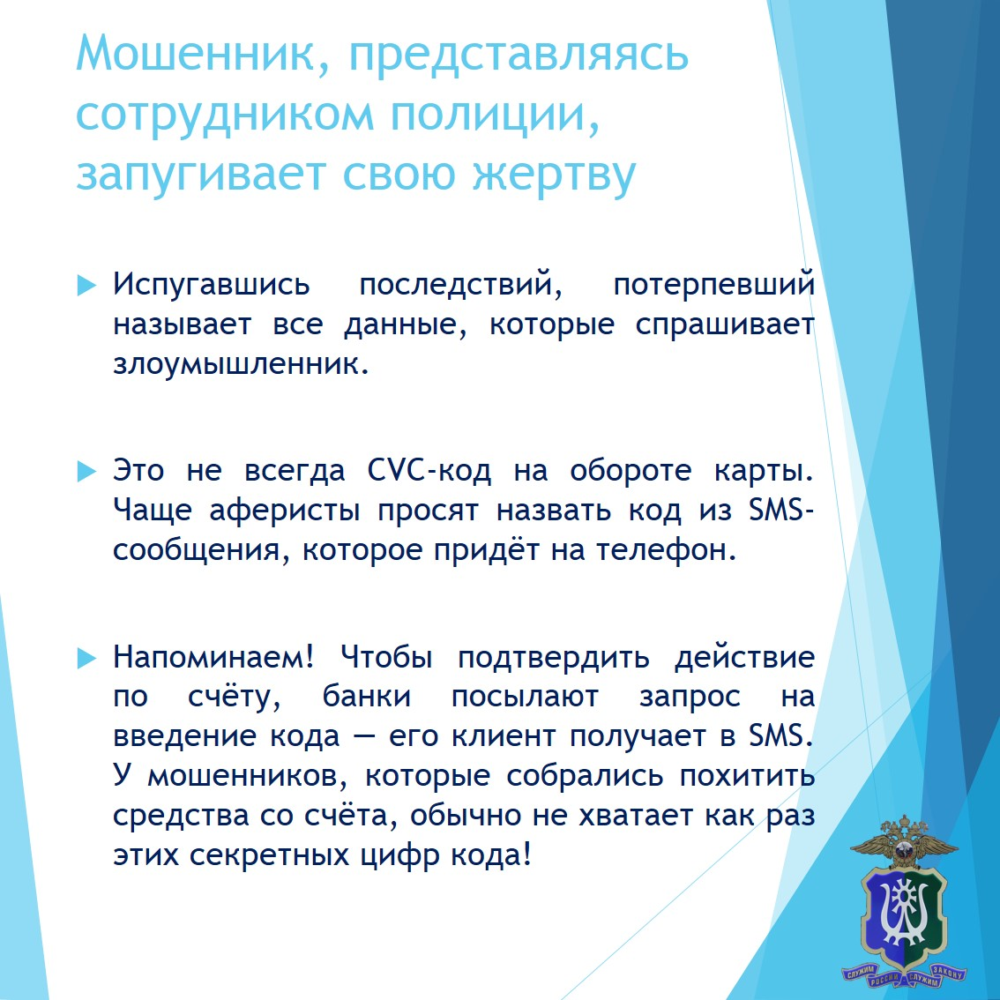 Мошенник, представляясь
сотрудником полиции,
запугивает свою жертву
Испугавшись последствий, потерпевший
называет все данные, которые спрашивает
злоумышленник.
Это не всегда CVC-код на обороте карты.
Чаще аферисты просят назвать код из SMS-
сообщения, которое придёт на телефон.
Напоминаем! Чтобы подтвердить действие
по счёту, банки посылают запрос на
введение кода — его клиент получает в SMS.
У мошенников, которые собрались похитить
средства со счёта, обычно не хватает как раз
этих секретных цифр кода!
СЛУЖИМ РОССИИ СЛУЖИМ ЗАКОНУ